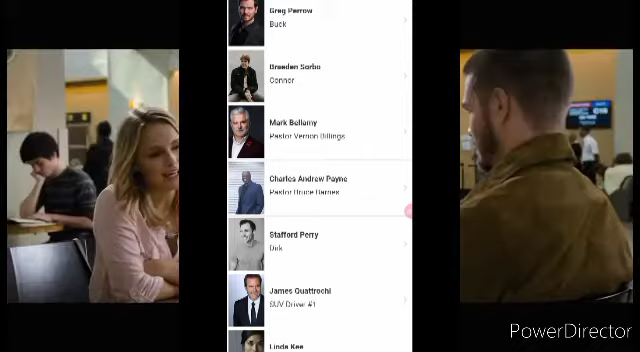 Greg Perrow
Buck
Braeden Sorbo
Connor
Mark Bellamy
Pastor Vernon Billings
Charles Andrew Payne
Pastor Bruce Barnes
Stafford Perry
Dirk
James Quattrochi
SUV Driver #1
Linda Kee
PowerDirector